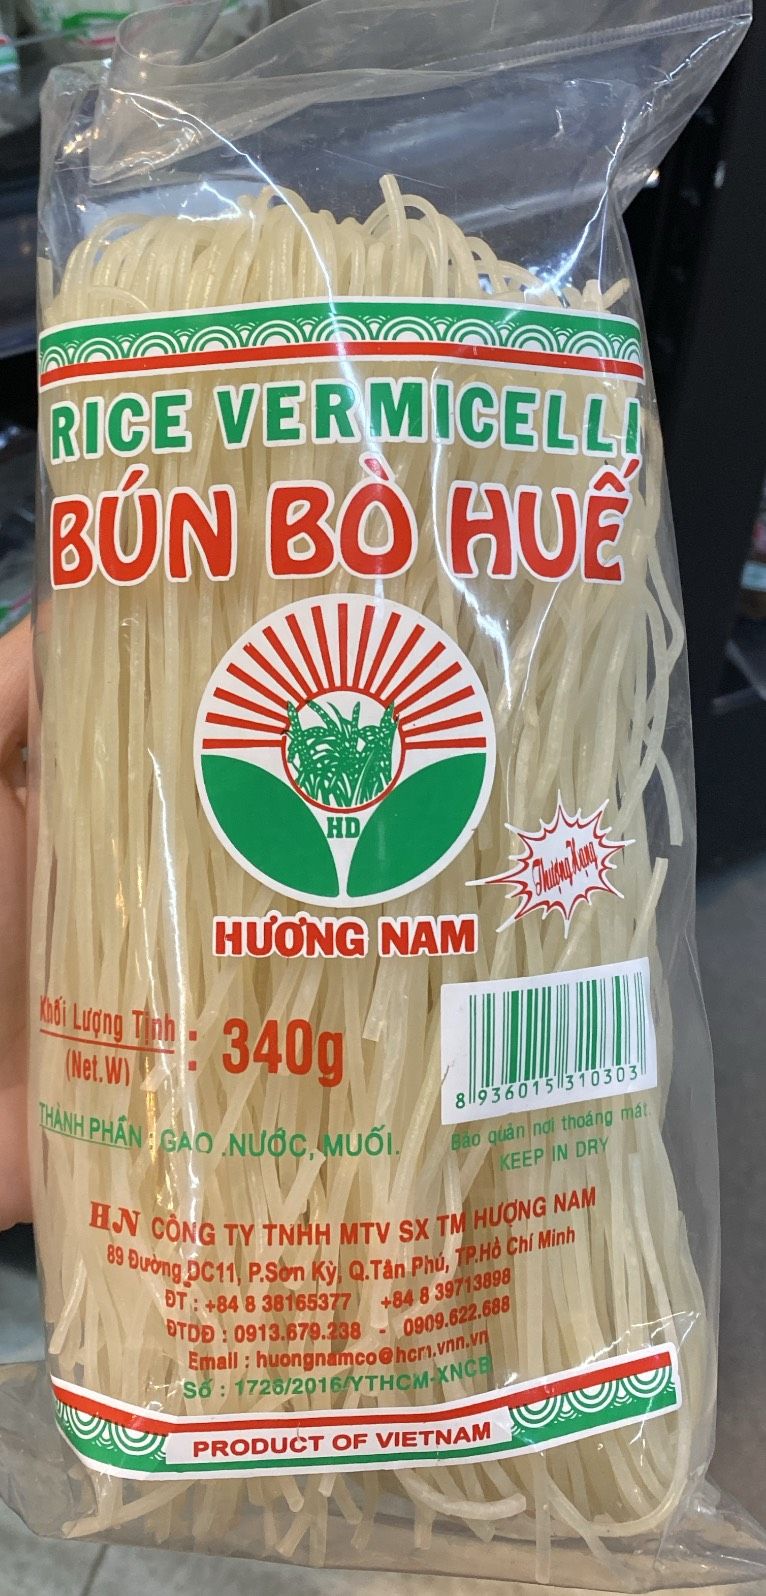 RICE VERMICELLI
BÚN BÒ HUẾ
HD
Thượng Hạng
HƯƠNG NAM
Khối Lượng Tịnh : 340g
(Net.W)
8 936015 310303
THÀNH PHẦN : GẠO .NƯỚC, MUỐI.
Bảo quản nơi thoáng mát.
KEEP IN DRY
HN CÔNG TY TNHH MTV SX TM HƯƠNG NAM
89 Đường DC11, P.Sơn Kỳ, Q.Tân Phú, TP.Hồ Chí Minh
ĐT : +84 8 38165377 +84 8 39713898
ĐTDĐ : 0913.679.238 - 0909.622.688
Email : huongnamco@hcm.vnn.vn
Số : 1726/2016/YTHCM-XNCB
PRODUCT OF VIETNAM